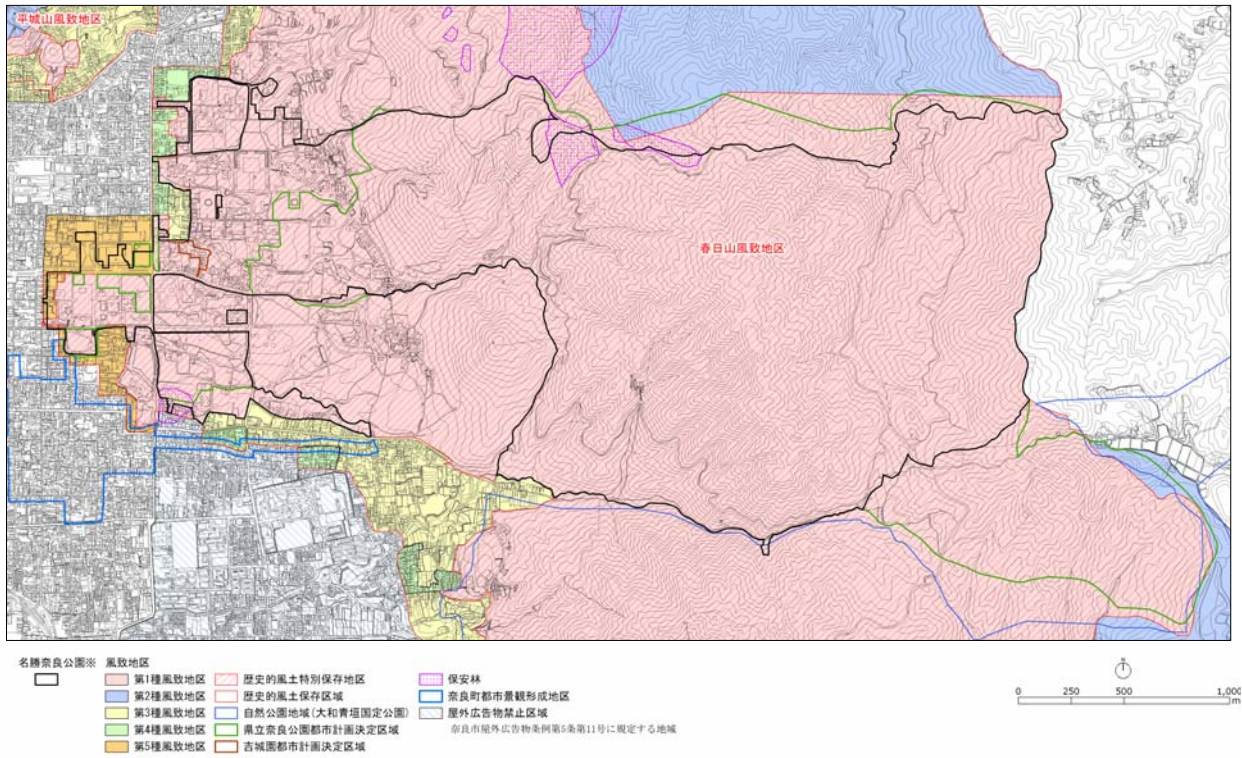 平城山風致地区
春日山風致地区
名勝奈良公園※
風致地区
第1種風致地区
第2種風致地区
第3種風致地区
第4種風致地区
第5種風致地区
歴史的風土特別保存地区
歴史的風土保存区域
自然公園地域(大和青垣国定公園)
県立奈良公園都市計画決定区域
吉城園都市計画決定区域
保安林
奈良町都市景観形成地区
屋外広告物禁止区域
奈良市屋外広告物条例第5条第11号に規定する地域
N
0 250 500 1,000
m